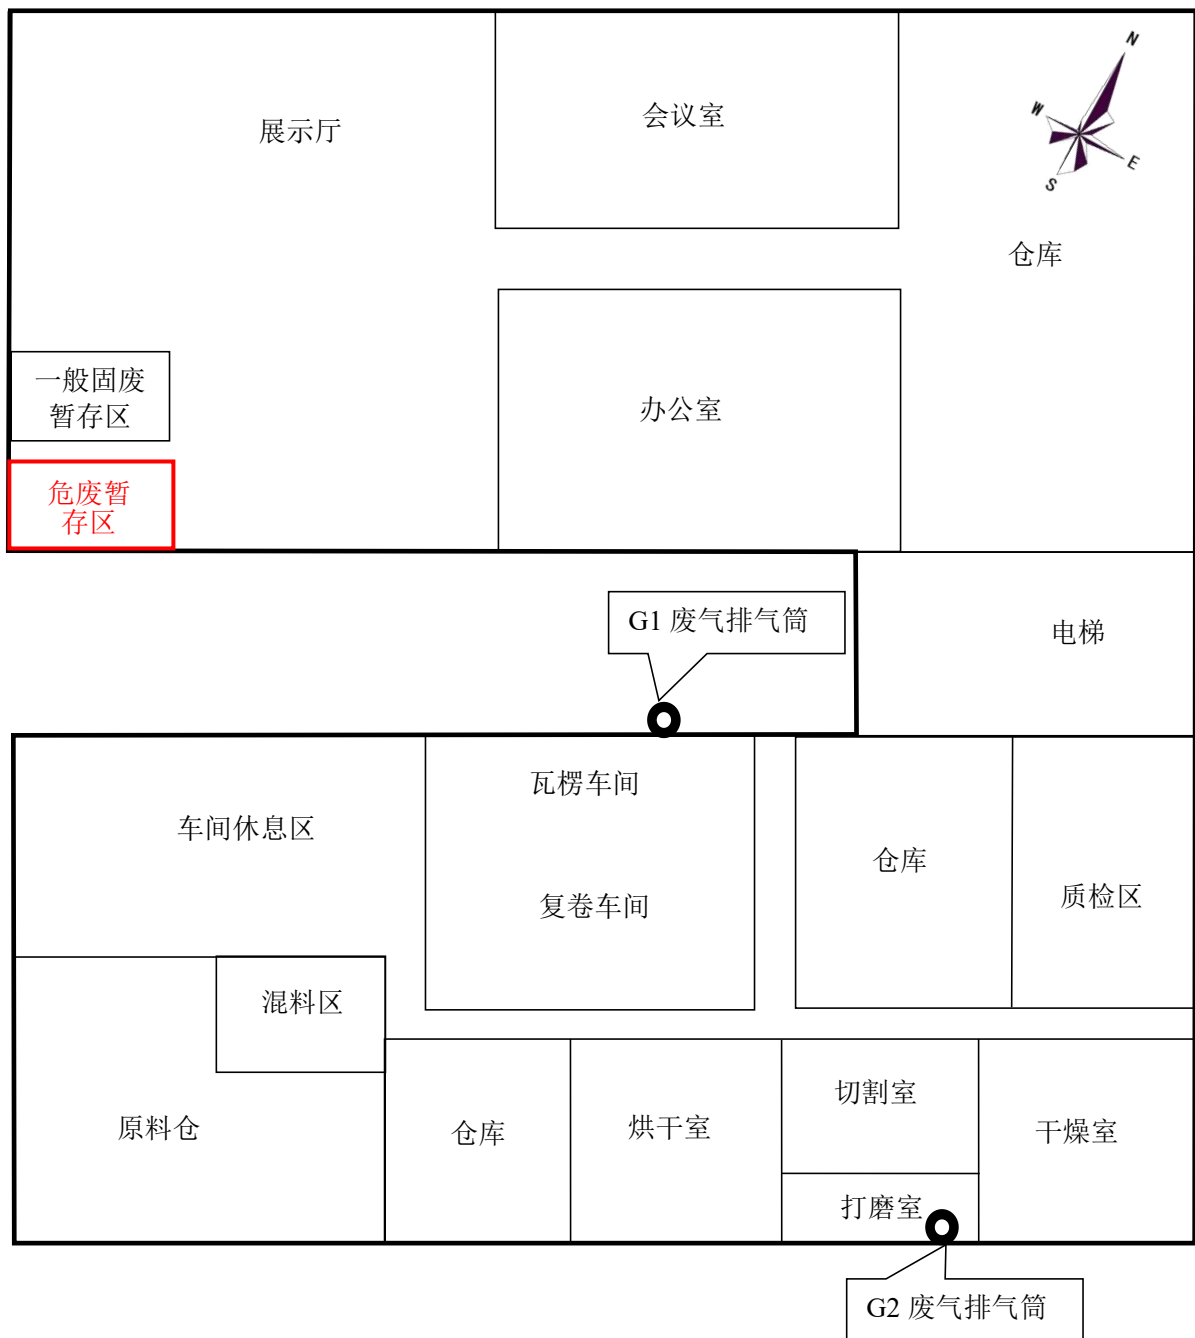 N
会议室
展示厅
W
E
S
仓库
一般固废
暂存区
办公室
危废暂
存区
G1 废气排气筒
电梯
瓦楞车间
车间休息区
仓库
质检区
复卷车间
混料区
切割室
原料仓
仓库
烘干室
干燥室
打磨室
G2 废气排气筒